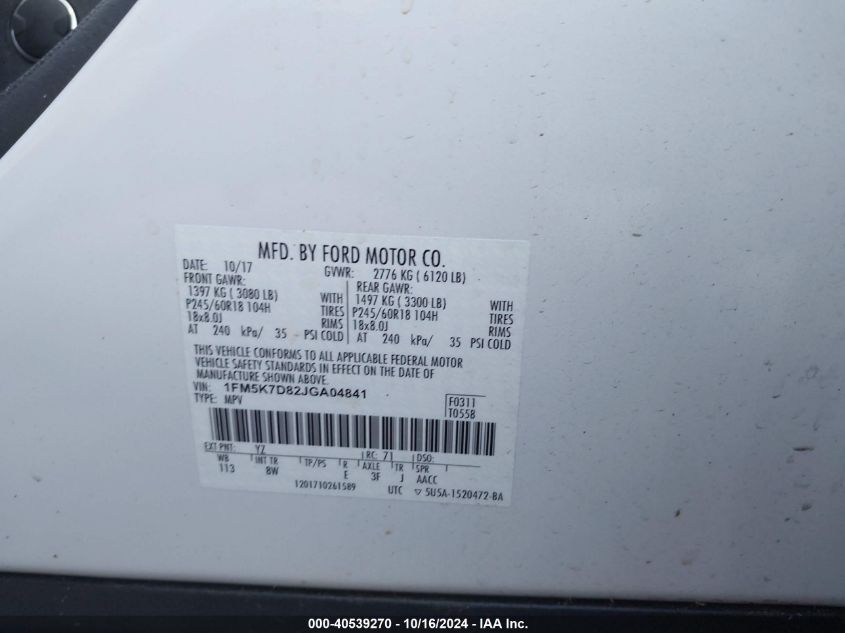 MFD. BY FORD MOTOR CO.
DATE: 10/17 GVWR: 2776 KG ( 6120 LB)
FRONT GAWR: REAR GAWR:
1397 KG ( 3080 LB) WITH 1497 KG ( 3300 LB) WITH
P245/60R18 104H TIRES P245/60R18 104H TIRES
18x8.0J RIMS 18x8.0J RIMS
AT 240 kPa/ 35 PSI COLD AT 240 kPa/ 35 PSI COLD
THIS VEHICLE CONFORMS TO ALL APPLICABLE FEDERAL MOTOR
VEHICLE SAFETY STANDARDS IN EFFECT ON THE DATE OF
MANUFACTURE SHOWN ABOVE.
VIN: 1FM5K7D82JGA04841
TYPE: MPV
F0311
T0558
EXT PNT: YZ RC: 71 DSO:
WB INT TR TP/PS R AXLE TR SPR
113 8W E 3F J AACC
1201710261589 UTC ▽ 5U5A-1520472-BA
000-40539270 - 10/16/2024 - IAA Inc.